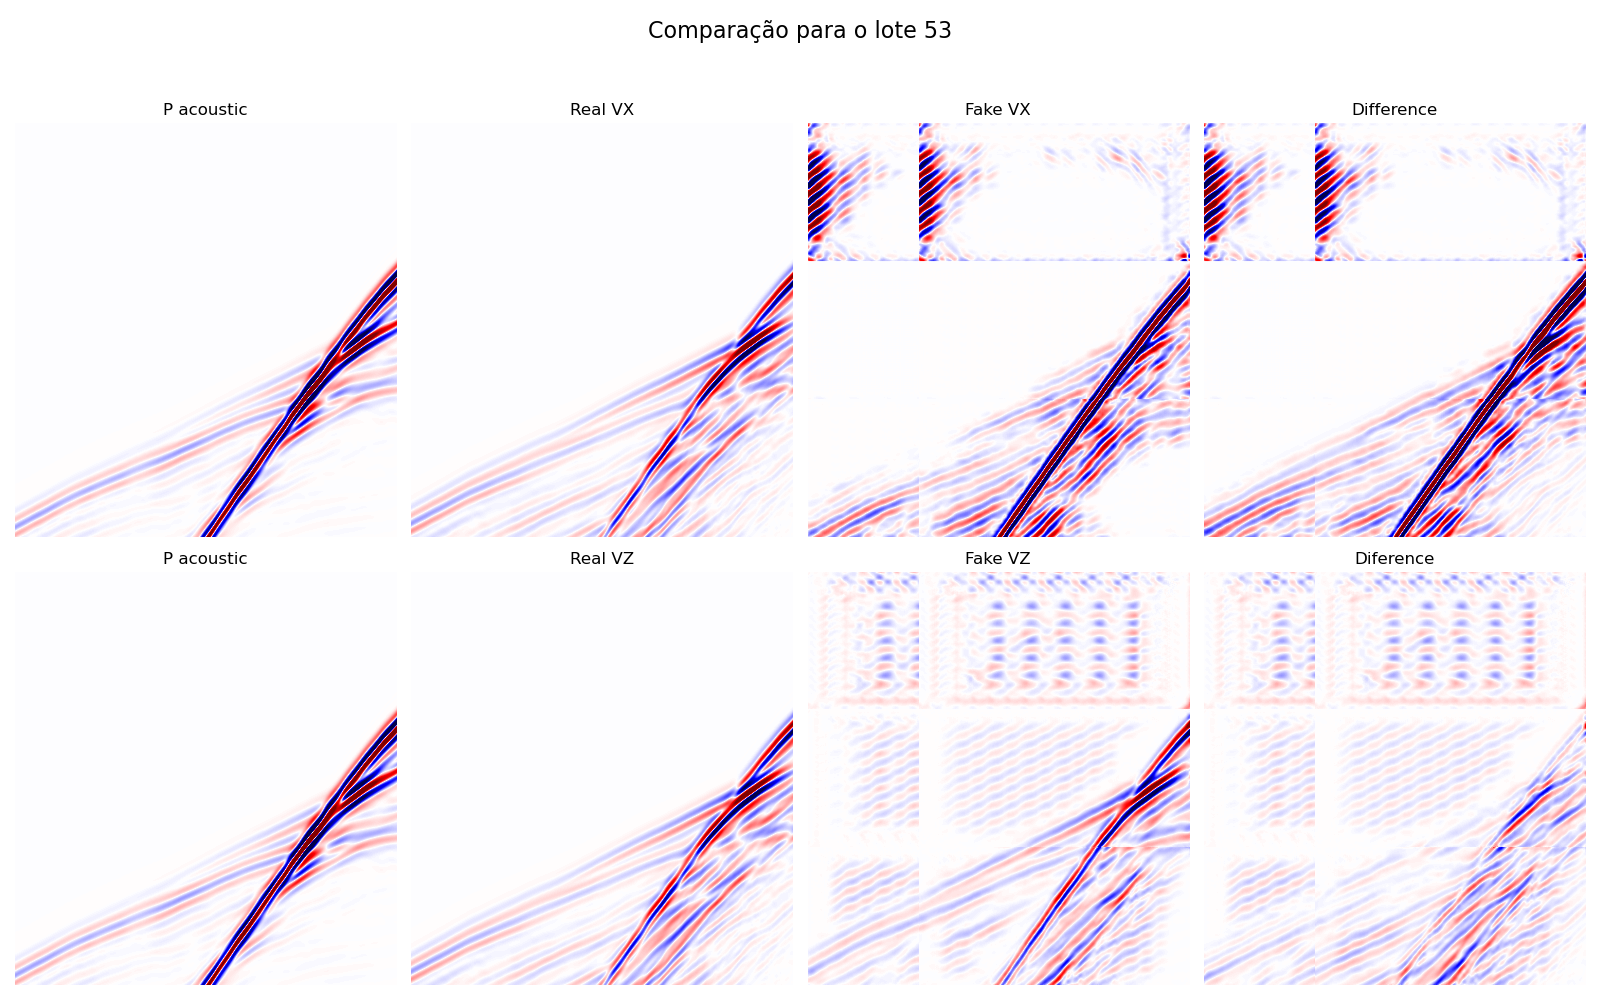 Comparação para o lote 53
P acoustic
Real VX
Fake VX
Difference
P acoustic
Real VZ
Fake VZ
Diference